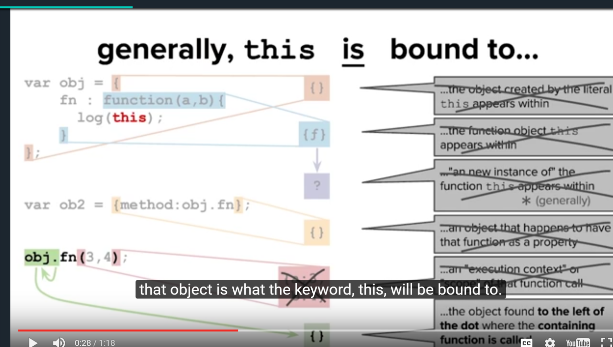 generally, this is bound to...
var obj = {
fn : function(a,b){
log(this);
}
};
var ob2 = {method:obj.fn};
obj.fn(3,4);
{}
{f}
?
{}
{}
...the object created by the literal
this appears within
...the function object this
appears within
..."an new instance of" the
function this appears within
* (generally)
...an object that happens to have
that function as a property
...an "execution context" or
of that function call
...the object found to the left of
the dot where the containing
function is
that object is what the keyword, this, will be bound to.
0:28 / 1:18
CC
YouTube